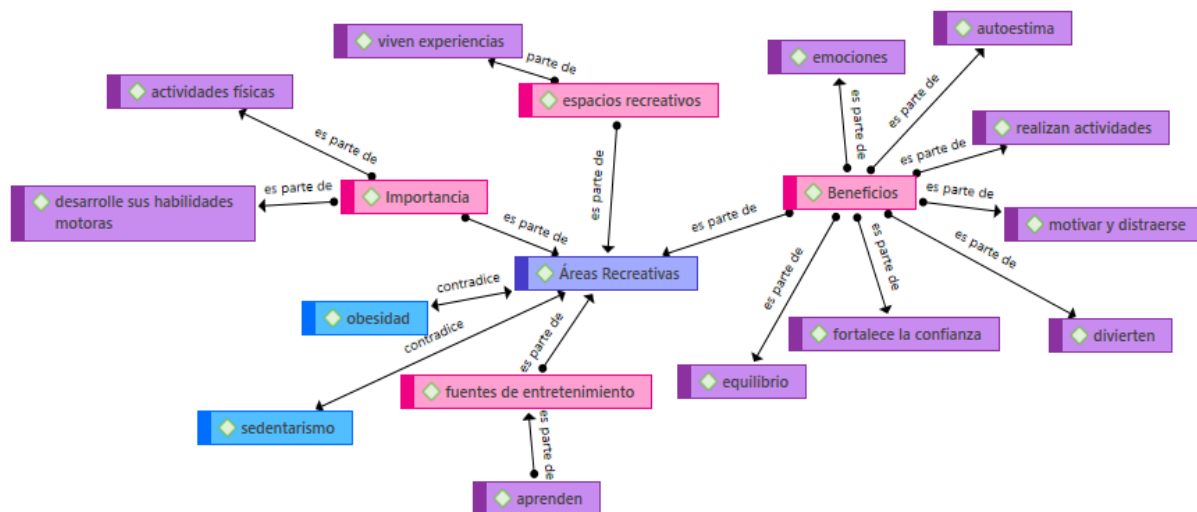 autoestima
viven experiencias
emociones
parte de
es parte de
es parte de
actividades físicas
espacios recreativos
realizan actividades
es parte de
es parte de
es parte de
Importancia
Beneficios
es parte de
desarrolle sus habilidades
motoras
es parte de
motivar y distraerse
es parte de
es parte de
es parte de
es parte de
es parte de
es parte de
Áreas Recreativas
contradice
obesidad
contradice
es parte de
fortalece la confianza
divierten
equilibrio
fuentes de entretenimiento
sedentarismo
es parte de
aprenden